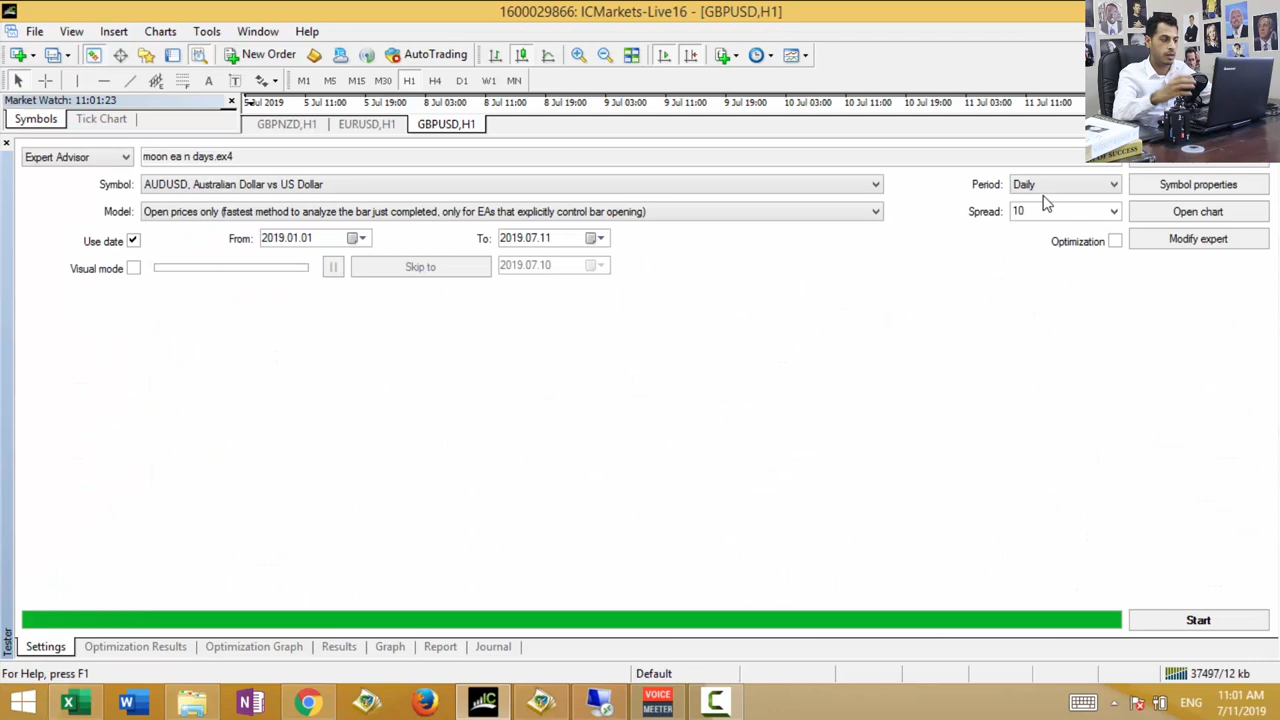 1600029866: ICMarkets-Live16 - [GBPUSD,H1]
File View Insert Charts Tools Window Help
New Order AutoTrading
M1 M5 M15 M30 H1 H4 D1 W1 MN
Market Watch: 11:01:23
5 Jul 2019 5 Jul 11:00 5 Jul 19:00 8 Jul 03:00 8 Jul 11:00 8 Jul 19:00 9 Jul 03:00 9 Jul 11:00 9 Jul 19:00 10 Jul 03:00 10 Jul 11:00 10 Jul 19:00 11 Jul 03:00 11 Jul 11:00
Symbols Tick Chart
GBPNZD,H1 EURUSD,H1 GBPUSD,H1
Expert Advisor moon ea n days.ex4
Symbol: AUDUSD, Australian Dollar vs US Dollar Period: Daily Symbol properties
Model: Open prices only (fastest method to analyze the bar just completed, only for EAs that explicitly control bar opening) Spread: 10 Open chart
Use date From: 2019.01.01 To: 2019.07.11 Optimization Modify expert
Visual mode Skip to 2019.07.10
Start
Tester
Settings Optimization Results Optimization Graph Results Graph Report Journal
For Help, press F1 Default 37497/12 kb
VOICE MEETER
ENG
11:01 AM
7/11/2019
OF SUCCESS